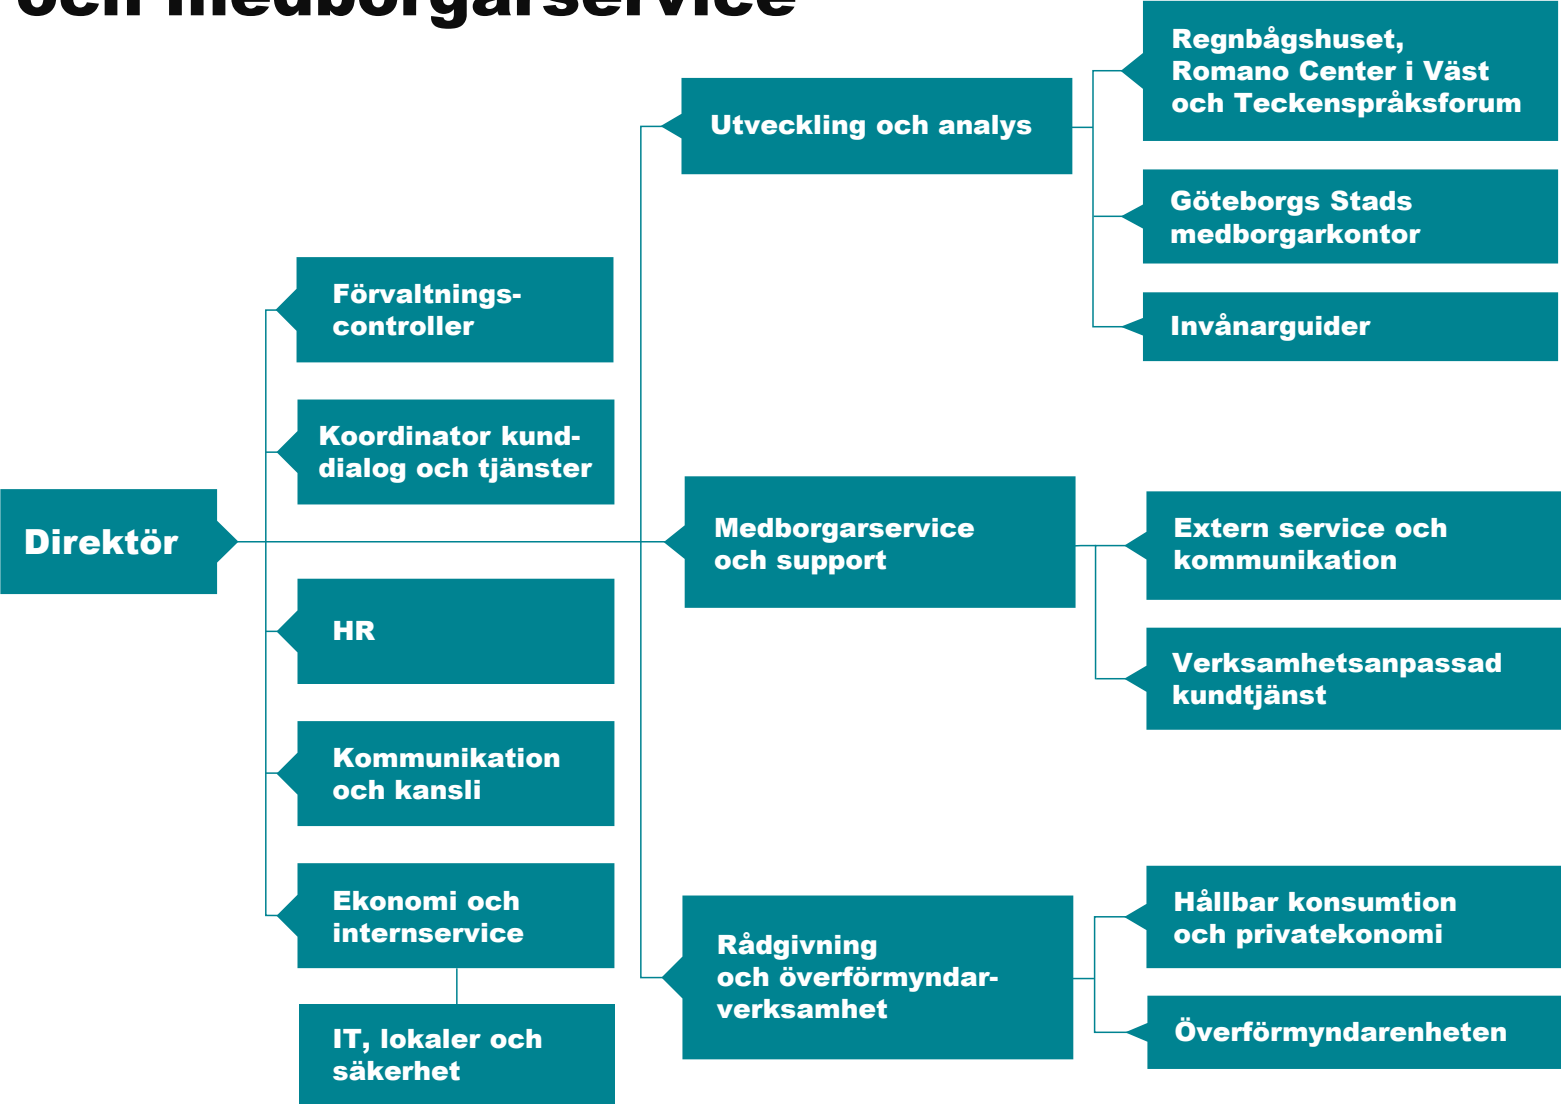 och medborgarservice
Direktör
Förvaltnings-
controller
Koordinator kund-
dialog och tjänster
HR
Kommunikation
och kansli
Ekonomi och
internservice
IT, lokaler och
säkerhet
Utveckling och analys
Regnbågshuset,
Romano Center i Väst
och Teckenspråksforum
Göteborgs Stads
medborgarkontor
Invånarguider
Medborgarservice
och support
Extern service och
kommunikation
Verksamhetsanpassad
kundtjänst
Rådgivning
och överförmyndar-
verksamhet
Hållbar konsumtion
och privatekonomi
Överförmyndarenheten